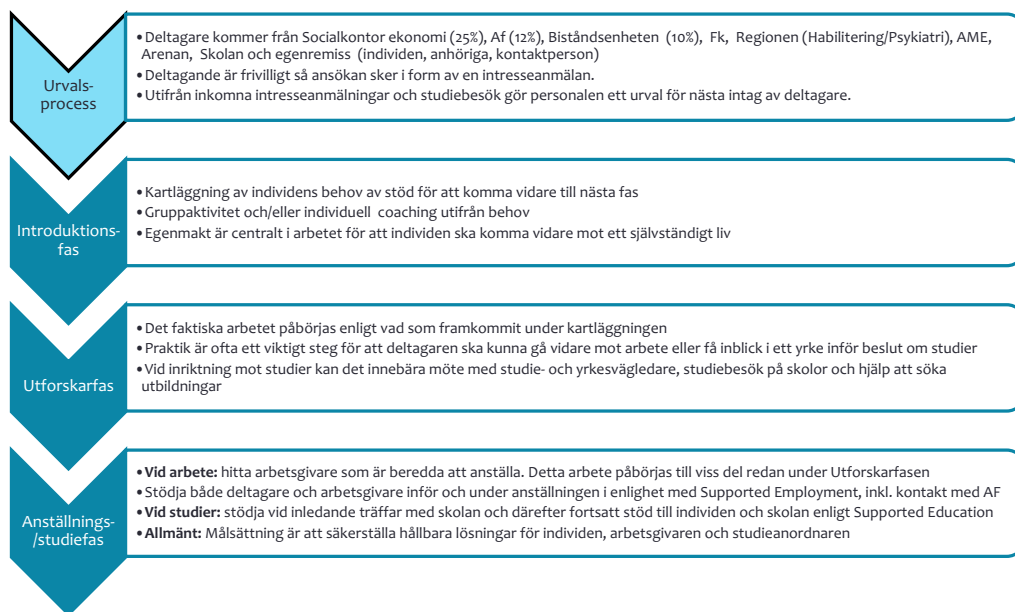 Urvals-
process
• Deltagare kommer från Socialkontor ekonomi (25%), Af (12%), Biståndsenheten (10%), Fk, Regionen (Habilitering/Psykiatri), AME,
Arenan, Skolan och egenremiss (individen, anhöriga, kontaktperson)
• Deltagande är frivilligt så ansökan sker i form av en intresseanmälan.
• Utifrån inkomna intresseanmälningar och studiebesök gör personalen ett urval för nästa intag av deltagare.
Introduktions-
fas
• Kartläggning av individens behov av stöd för att komma vidare till nästa fas
• Gruppaktivitet och/eller individuell coaching utifrån behov
• Egenmakt är centralt i arbetet för att individen ska komma vidare mot ett självständigt liv
Utforskarfas
• Det faktiska arbetet påbörjas enligt vad som framkommit under kartläggningen
• Praktik är ofta ett viktigt steg för att deltagaren ska kunna gå vidare mot arbete eller få inblick i ett yrke inför beslut om studier
• Vid inriktning mot studier kan det innebära möte med studie- och yrkesvägledare, studiebesök på skolor och hjälp att söka
utbildningar
Anställnings-
/studiefas
• Vid arbete: hitta arbetsgivare som är beredda att anställa. Detta arbete påbörjas till viss del redan under Utforskarfasen
• Stödja både deltagare och arbetsgivare inför och under anställningen i enlighet med Supported Employment, inkl. kontakt med AF
• Vid studier: stödja vid inledande träffar med skolan och därefter fortsatt stöd till individen och skolan enligt Supported Education
• Allmänt: Målsättning är att säkerställa hållbara lösningar för individen, arbetsgivaren och studieanordnaren